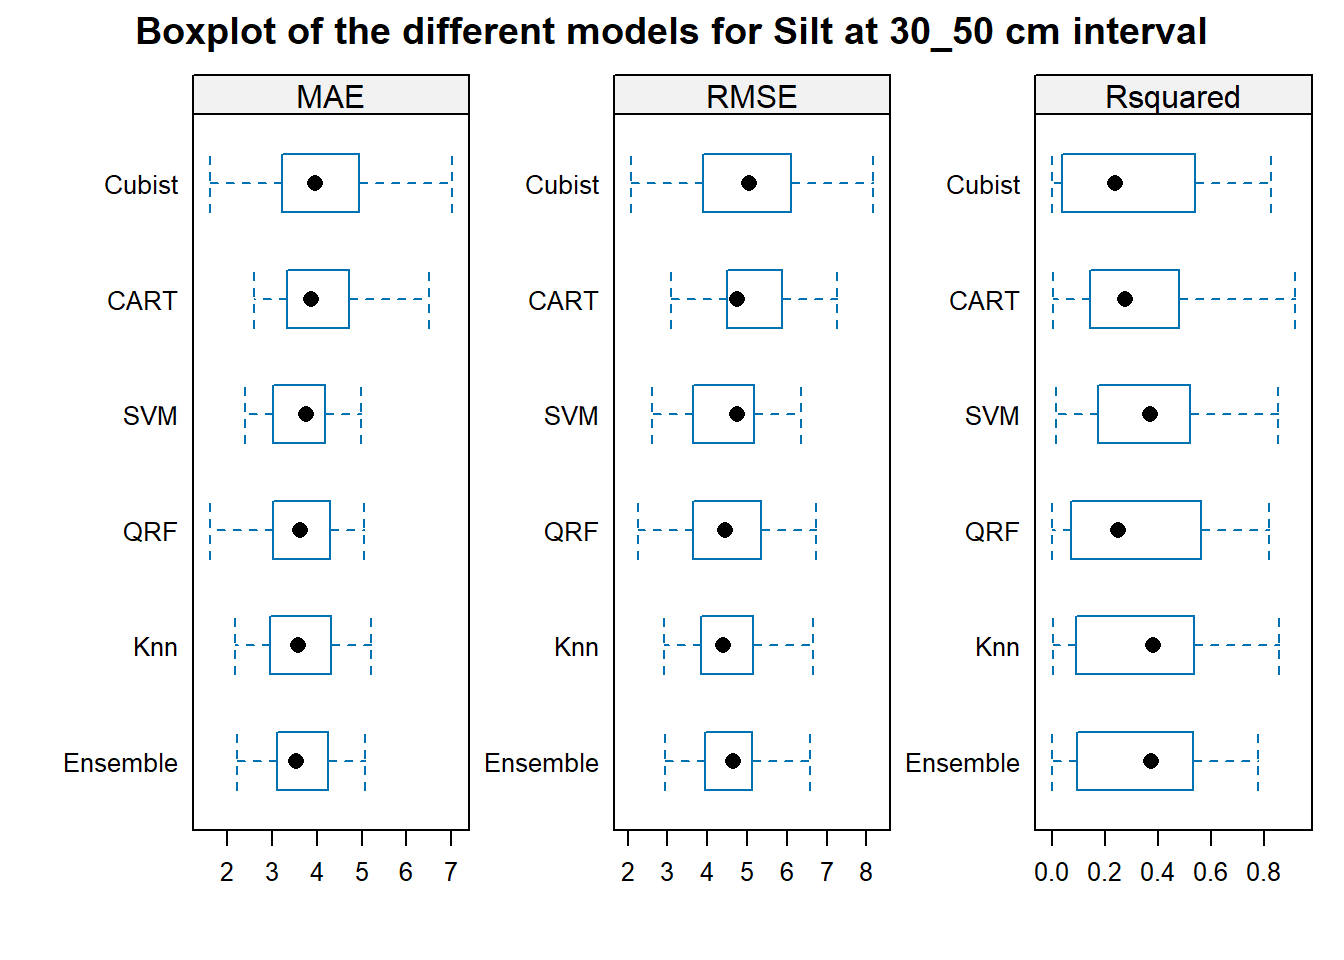 Boxplot of the different models for Silt at 30_50 cm interval
MAE
RMSE
Rsquared
Cubist
Cubist
Cubist
CART
CART
CART
SVM
SVM
SVM
QRF
QRF
QRF
Knn
Knn
Knn
Ensemble
Ensemble
Ensemble
2 3 4 5 6 7
2 3 4 5 6 7 8
0.0 0.2 0.4 0.6 0.8